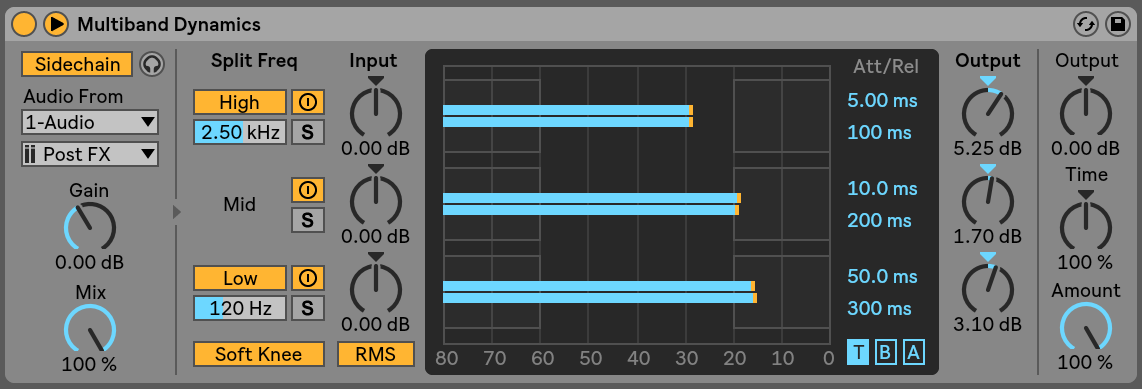 Multiband Dynamics
Sidechain
Audio From
1-Audio
Post FX
Gain
0.00 dB
Mix
100 %
Split Freq
High
2.50 kHz
S
Mid
S
Low
120 Hz
S
Soft Knee
Input
0.00 dB
0.00 dB
0.00 dB
RMS
80 70 60 50 40 30 20 10 0
Att/Rel
5.00 ms
100 ms
10.0 ms
200 ms
50.0 ms
300 ms
T B A
Output
5.25 dB
1.70 dB
3.10 dB
Output
0.00 dB
Time
100 %
Amount
100 %